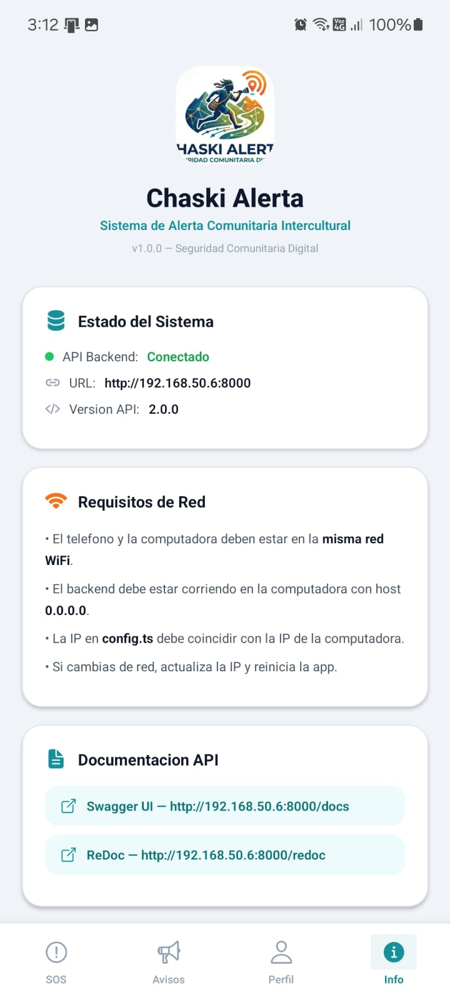 3:12
Voz
4G
100%
HASKI ALERT
RIDAD COMUNITARIA DI
Chaski Alerta
Sistema de Alerta Comunitaria Intercultural
v1.0.0 — Seguridad Comunitaria Digital
Estado del Sistema
API Backend: Conectado
URL: http://192.168.50.6:8000
</> Version API: 2.0.0
Requisitos de Red
• El telefono y la computadora deben estar en la misma red
WiFi.
• El backend debe estar corriendo en la computadora con host
0.0.0.0.
• La IP en config.ts debe coincidir con la IP de la computadora.
• Si cambias de red, actualiza la IP y reinicia la app.
Documentacion API
Swagger UI — http://192.168.50.6:8000/docs
ReDoc — http://192.168.50.6:8000/redoc
SOS
Avisos
Perfil
Info